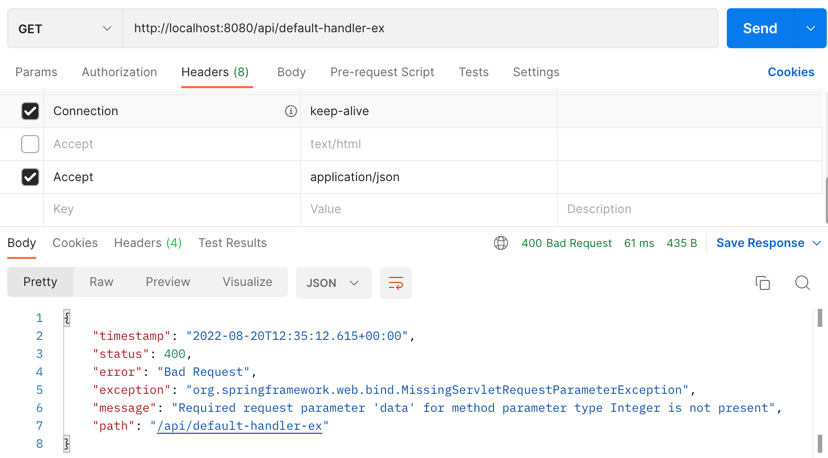 GET http://localhost:8080/api/default-handler-ex Send
Params Authorization Headers (8) Body Pre-request Script Tests Settings Cookies
Connection keep-alive
Accept text/html
Accept application/json
Key Value Description
Body Cookies Headers (4) Test Results 400 Bad Request 61 ms 435 B Save Response
Pretty Raw Preview Visualize JSON
1 {
2 "timestamp": "2022-08-20T12:35:12.615+00:00",
3 "status": 400,
4 "error": "Bad Request",
5 "exception": "org.springframework.web.bind.MissingServletRequestParameterException",
6 "message": "Required request parameter 'data' for method parameter type Integer is not present",
7 "path": "/api/default-handler-ex"
8 }